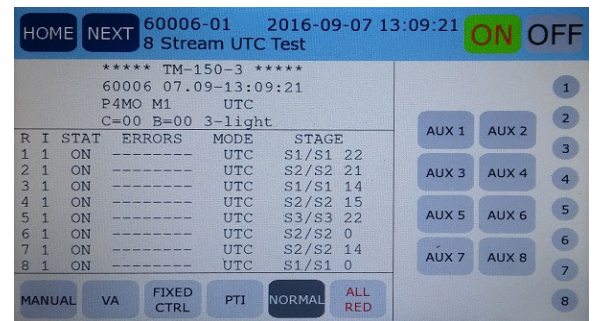 HOME NEXT 60006-01 2016-09-07 13:09:21 ON OFF
8 Stream UTC Test
***** TM-150-3 *****
60006 07.09-13:09:21
P4MO M1 UTC
C=00 B=00 3-light
R I STAT ERRORS MODE STAGE
1 1 ON -------- UTC S1/S1 22
2 1 ON -------- UTC S2/S2 21
3 1 ON -------- UTC S1/S1 14
4 1 ON -------- UTC S2/S2 15
5 1 ON -------- UTC S3/S3 22
6 1 ON -------- UTC S2/S2 0
7 1 ON -------- UTC S2/S2 14
8 1 ON -------- UTC S1/S1 0
AUX 1 AUX 2
AUX 3 AUX 4
AUX 5 AUX 6
AUX 7 AUX 8
1
2
3
4
5
6
7
8
MANUAL VA FIXED CTRL PTI NORMAL ALL RED